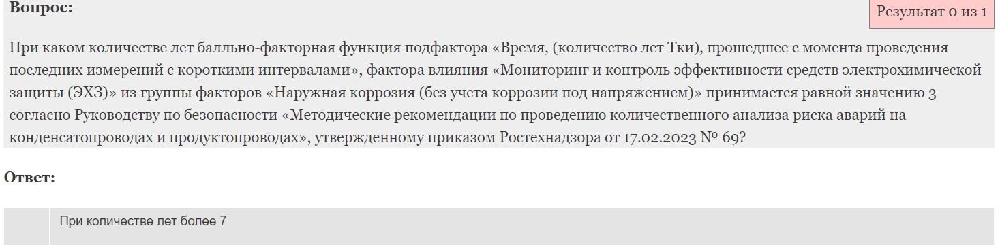 Вопрос:
Результат 0 из 1
При каком количестве лет балльно-факторная функция подфактора «Время, (количество лет Тки), прошедшее с момента проведения
последних измерений с короткими интервалами», фактора влияния «Мониторинг и контроль эффективности средств электрохимической
защиты (ЭХЗ)» из группы факторов «Наружная коррозия (без учета коррозии под напряжением)» принимается равной значению 3
согласно Руководству по безопасности «Методические рекомендации по проведению количественного анализа риска аварий на
конденсатопроводах и продуктопроводах», утвержденному приказом Ростехнадзора от 17.02.2023 № 69?
Ответ:
При количестве лет более 7